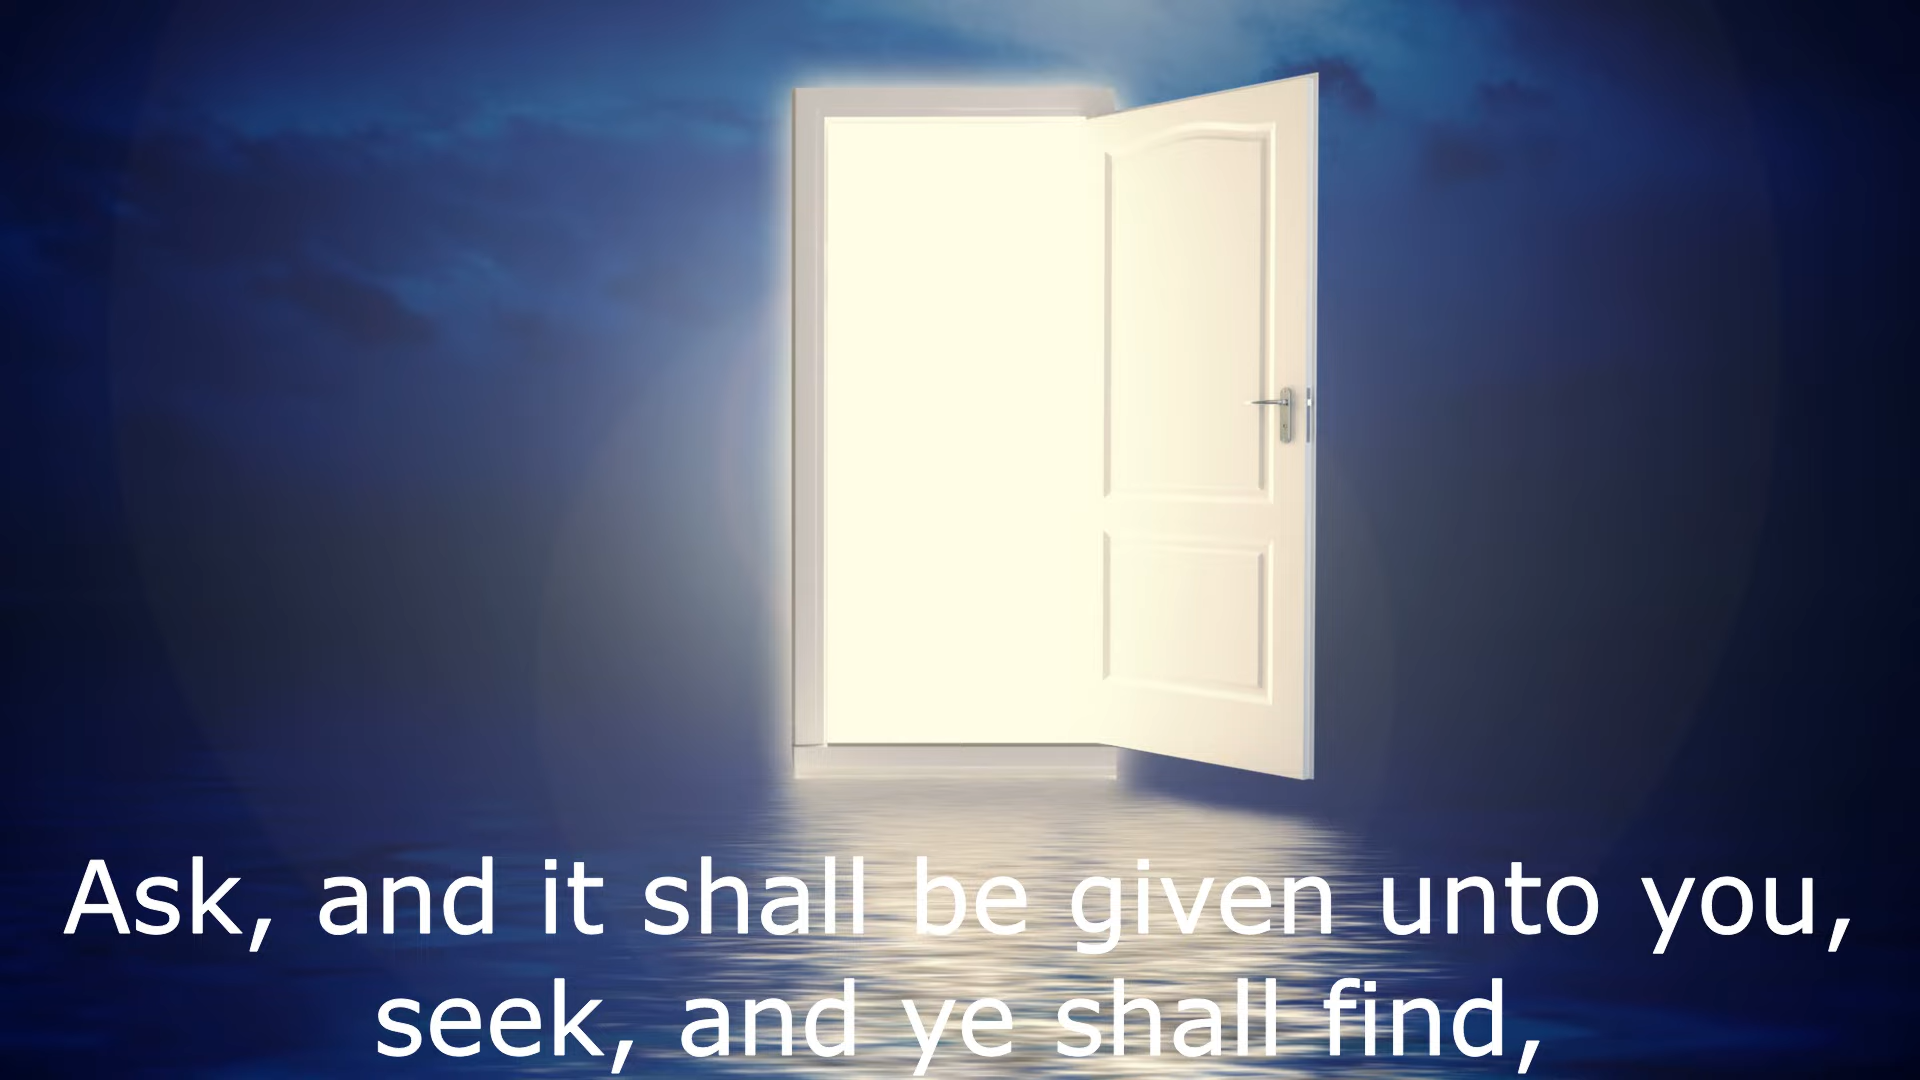 Ask, and it shall be given unto you,
seek, and ye shall find,